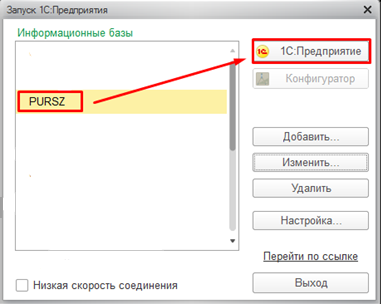 Запуск 1С:Предприятия
Информационные базы
PURSZ
1С:Предприятие
Конфигуратор
Добавить...
Изменить...
Удалить
Настройка...
Перейти по ссылке
Низкая скорость соединения
Выход